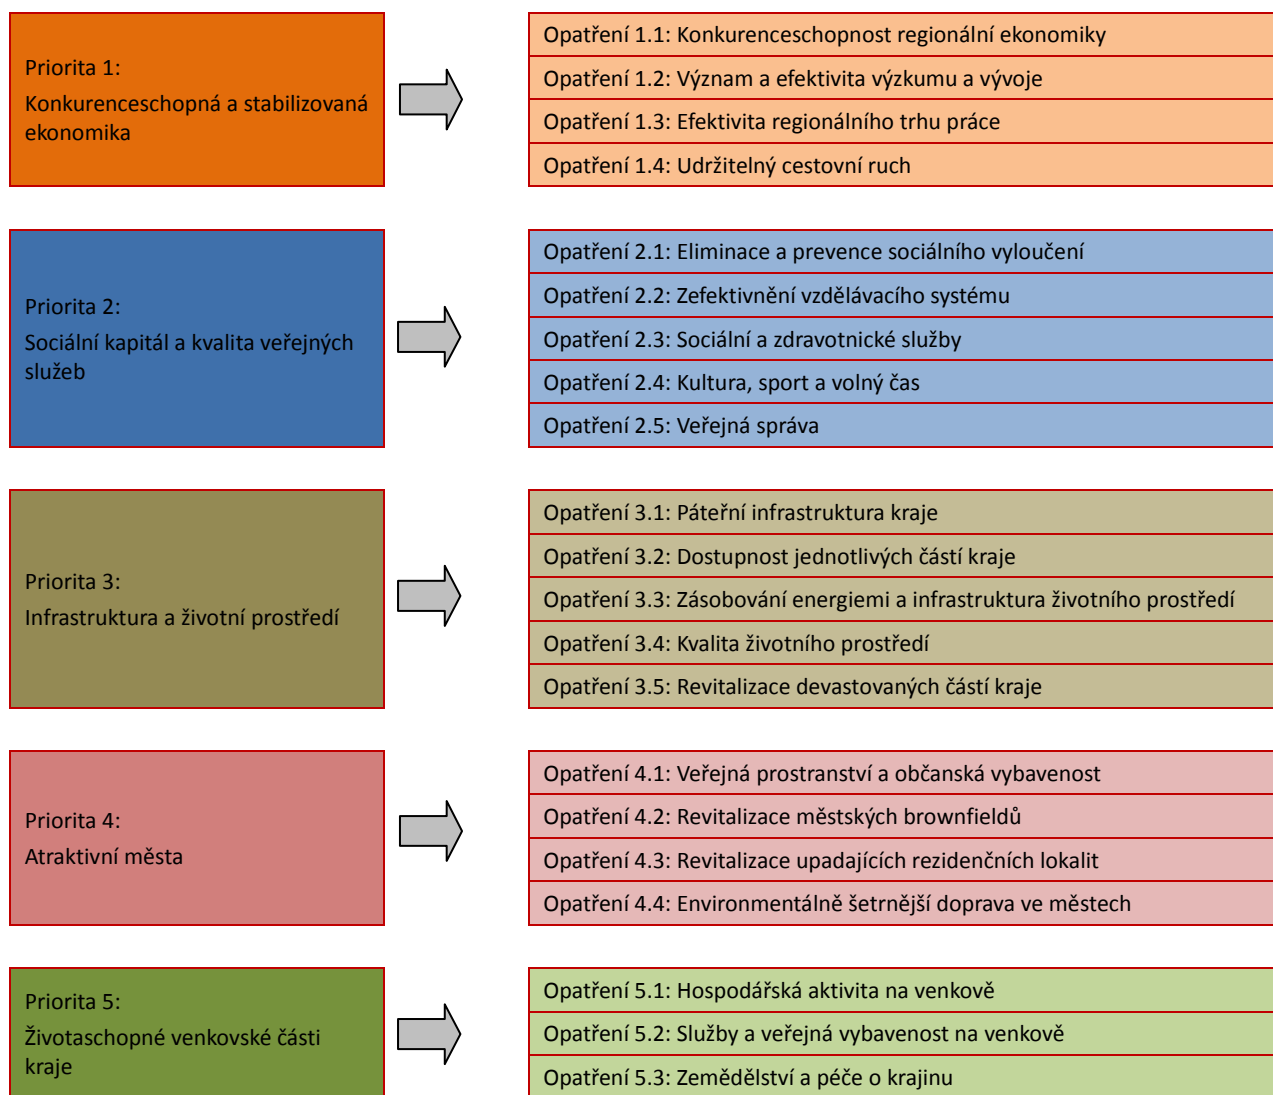 Priorita 1:
Konkurenceschopná a stabilizovaná
ekonomika
Opatření 1.1: Konkurenceschopnost regionální ekonomiky
Opatření 1.2: Význam a efektivita výzkumu a vývoje
Opatření 1.3: Efektivita regionálního trhu práce
Opatření 1.4: Udržitelný cestovní ruch
Priorita 2:
Sociální kapitál a kvalita veřejných
služeb
Opatření 2.1: Eliminace a prevence sociálního vyloučení
Opatření 2.2: Zefektivnění vzdělávacího systému
Opatření 2.3: Sociální a zdravotnické služby
Opatření 2.4: Kultura, sport a volný čas
Opatření 2.5: Veřejná správa
Priorita 3:
Infrastruktura a životní prostředí
Opatření 3.1: Páteřní infrastruktura kraje
Opatření 3.2: Dostupnost jednotlivých částí kraje
Opatření 3.3: Zásobování energiemi a infrastruktura životního prostředí
Opatření 3.4: Kvalita životního prostředí
Opatření 3.5: Revitalizace devastovaných částí kraje
Priorita 4:
Atraktivní města
Opatření 4.1: Veřejná prostranství a občanská vybavenost
Opatření 4.2: Revitalizace městských brownfieldů
Opatření 4.3: Revitalizace upadajících rezidenčních lokalit
Opatření 4.4: Environmentálně šetrnější doprava ve městech
Priorita 5:
Životaschopné venkovské části
kraje
Opatření 5.1: Hospodářská aktivita na venkově
Opatření 5.2: Služby a veřejná vybavenost na venkově
Opatření 5.3: Zemědělství a péče o krajinu